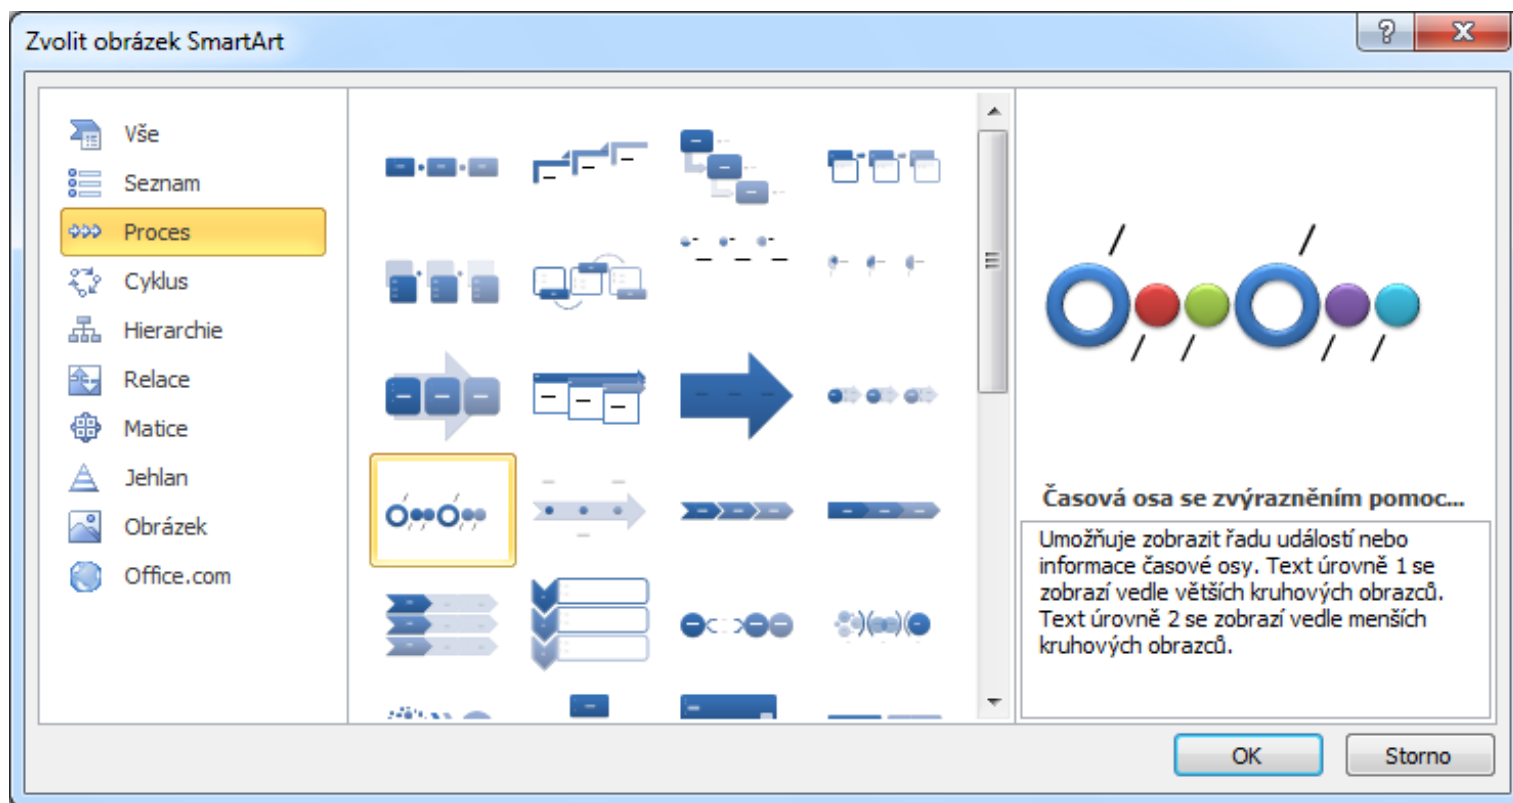 Zvolit obrázek SmartArt
Vše
Seznam
Proces
Cyklus
Hierarchie
Relace
Matice
Jehlan
Obrázek
Office.com
Časová osa se zvýrazněním pomoc...
Umožňuje zobrazit řadu událostí nebo
informace časové osy. Text úrovně 1 se
zobrazí vedle větších kruhových obrazců.
Text úrovně 2 se zobrazí vedle menších
kruhových obrazců.
OK
Storno